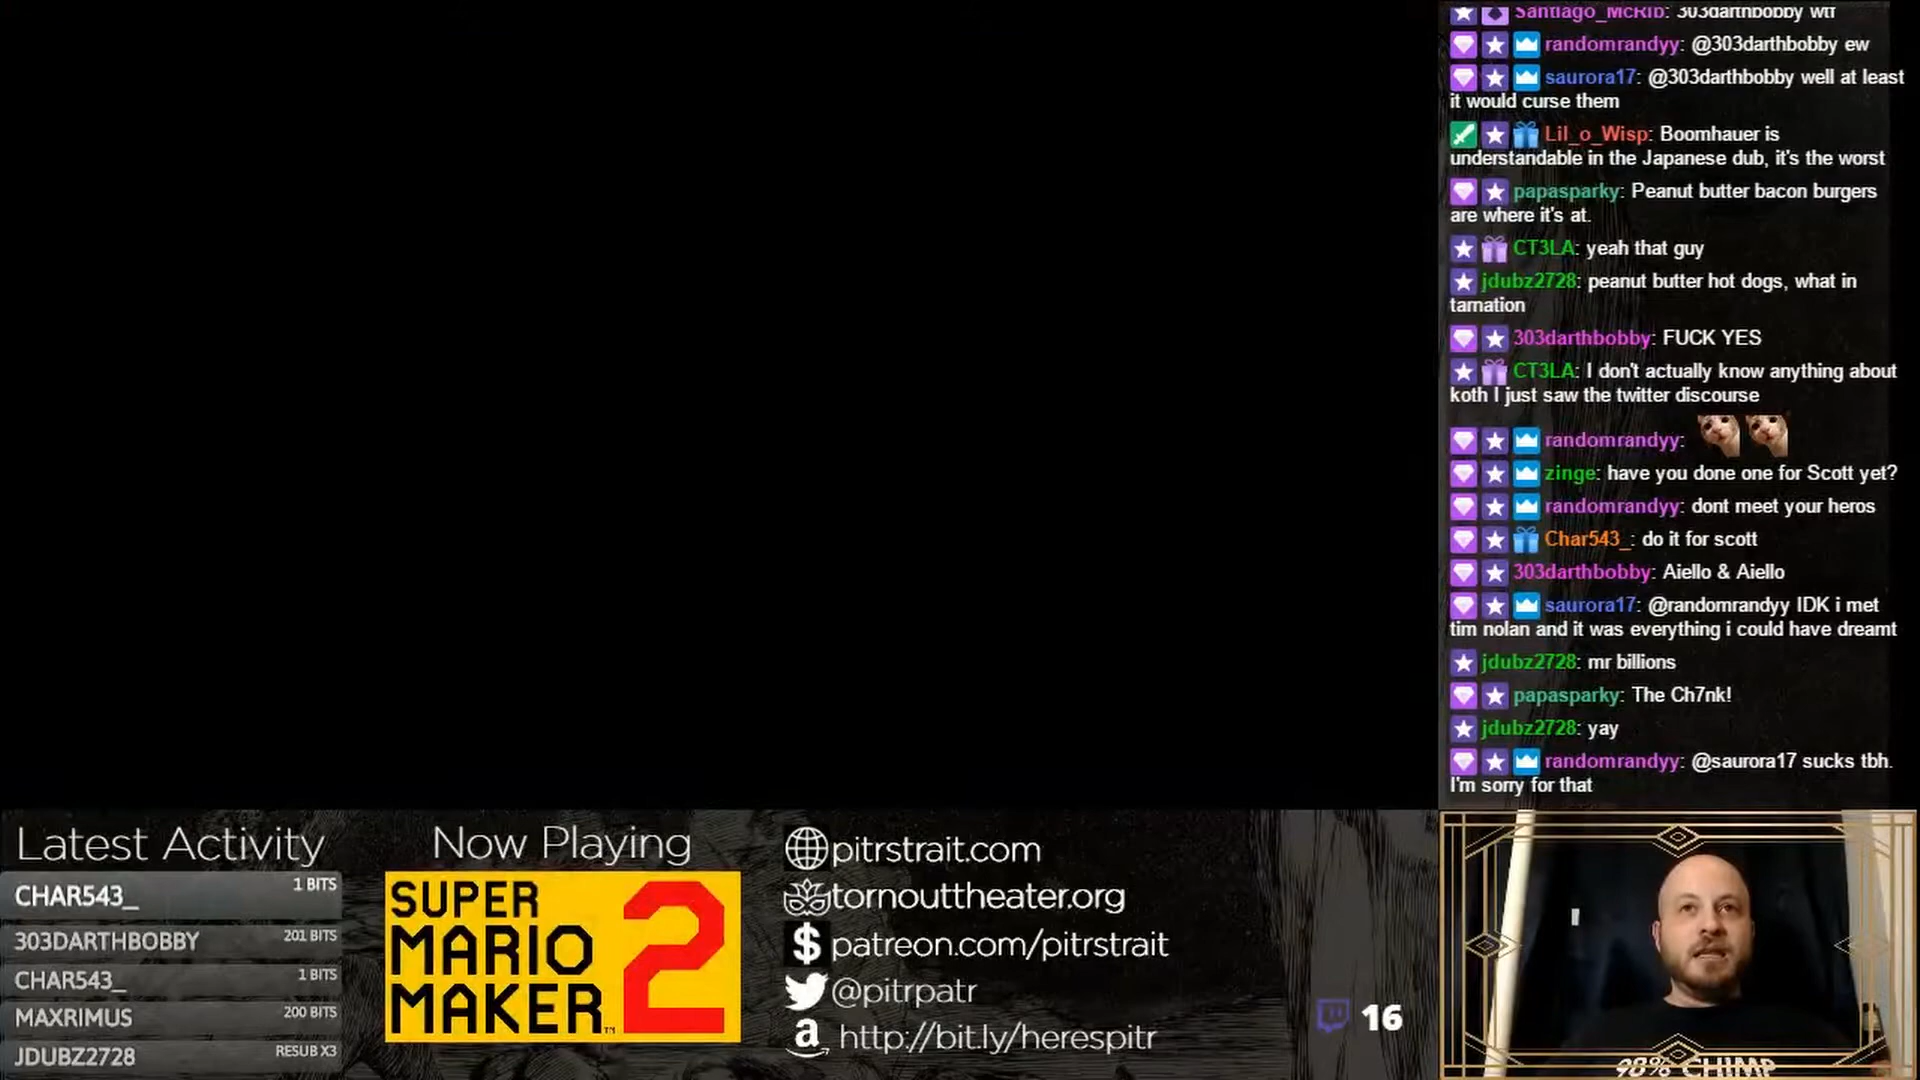 Santiago_McRib: 303darthbobby wtf
randomrandyy: @303darthbobby ew
saurora17: @303darthbobby well at least
it would curse them
Lil_o_Wisp: Boomhauer is
understandable in the Japanese dub, it's the worst
papasparky: Peanut butter bacon burgers
are where it's at.
CT3LA: yeah that guy
jdubz2728: peanut butter hot dogs, what in
tarnation
303darthbobby: FUCK YES
CT3LA: I don't actually know anything about
koth I just saw the twitter discourse
randomrandyy:
zinge: have you done one for Scott yet?
randomrandyy: dont meet your heros
Char543_: do it for scott
303darthbobby: Aiello & Aiello
saurora17: @randomrandyy IDK i met
tim nolan and it was everything i could have dreamt
jdubz2728: mr billions
papasparky: The Ch7nk!
jdubz2728: yay
randomrandyy: @saurora17 sucks tbh.
I'm sorry for that
Latest Activity
CHAR543_ 1 BITS
303DARTHBOBBY 201 BITS
CHAR543_ 1 BITS
MAXRIMUS 200 BITS
JDUBZ2728 RESUB X3
Now Playing
SUPER
MARIO
MAKER™ 2
pitrstrait.com
tornouttheater.org
$ patreon.com/pitrstrait
@pitrpatr
a http://bit.ly/herespitr
16
98% CHIMP